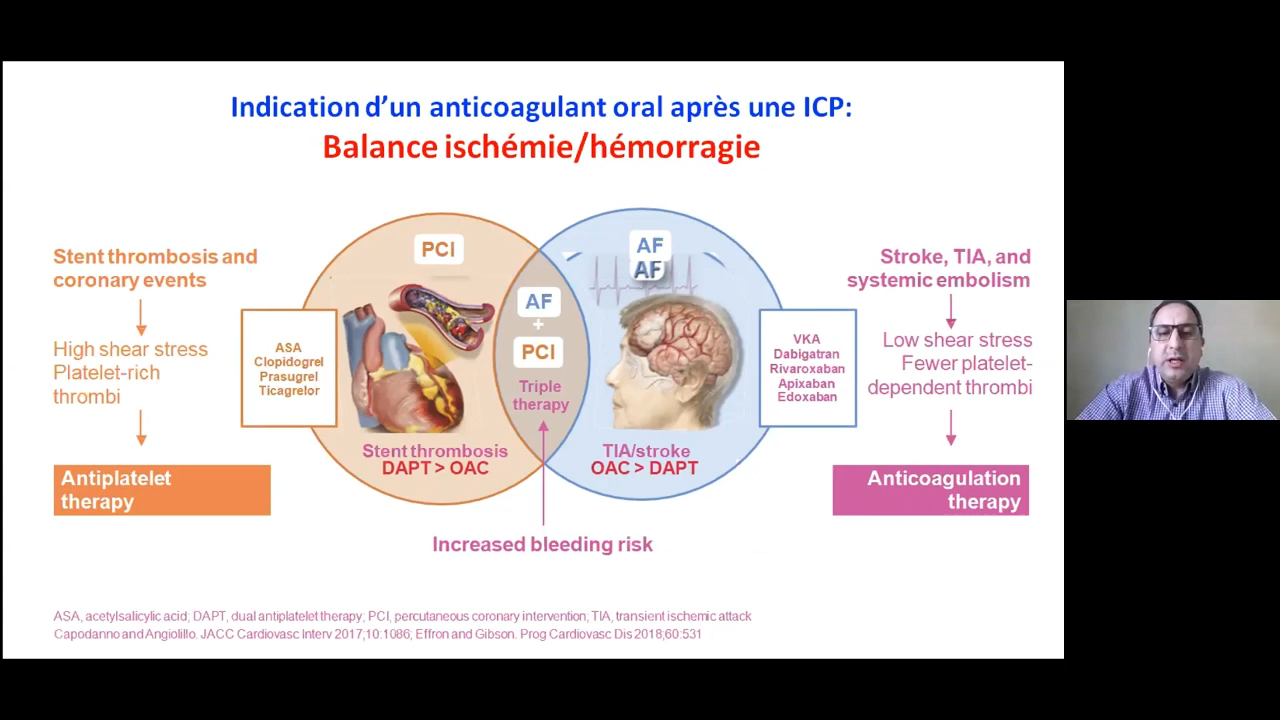 Indication d'un anticoagulant oral après une ICP:
Balance ischémie/hémorragie
Stent thrombosis and
coronary events
High shear stress
Platelet-rich
thrombi
Antiplatelet
therapy
ASA
Clopidogrel
Prasugrel
Ticagrelor
PCI
Stent thrombosis
DAPT > OAC
AF
+
PCI
Triple
therapy
AF
AF
TIA/stroke
OAC > DAPT
VKA
Dabigatran
Rivaroxaban
Apixaban
Edoxaban
Stroke, TIA, and
systemic embolism
Low shear stress
Fewer platelet-
dependent thrombi
Anticoagulation
therapy
Increased bleeding risk
ASA, acetylsalicylic acid; DAPT, dual antiplatelet therapy; PCI, percutaneous coronary intervention, TIA, transient ischemic attack
Capodanno and Angiolillo. JACC Cardiovasc Interv 2017;10:1086; Effron and Gibson. Prog Cardiovasc Dis 2018;60:531